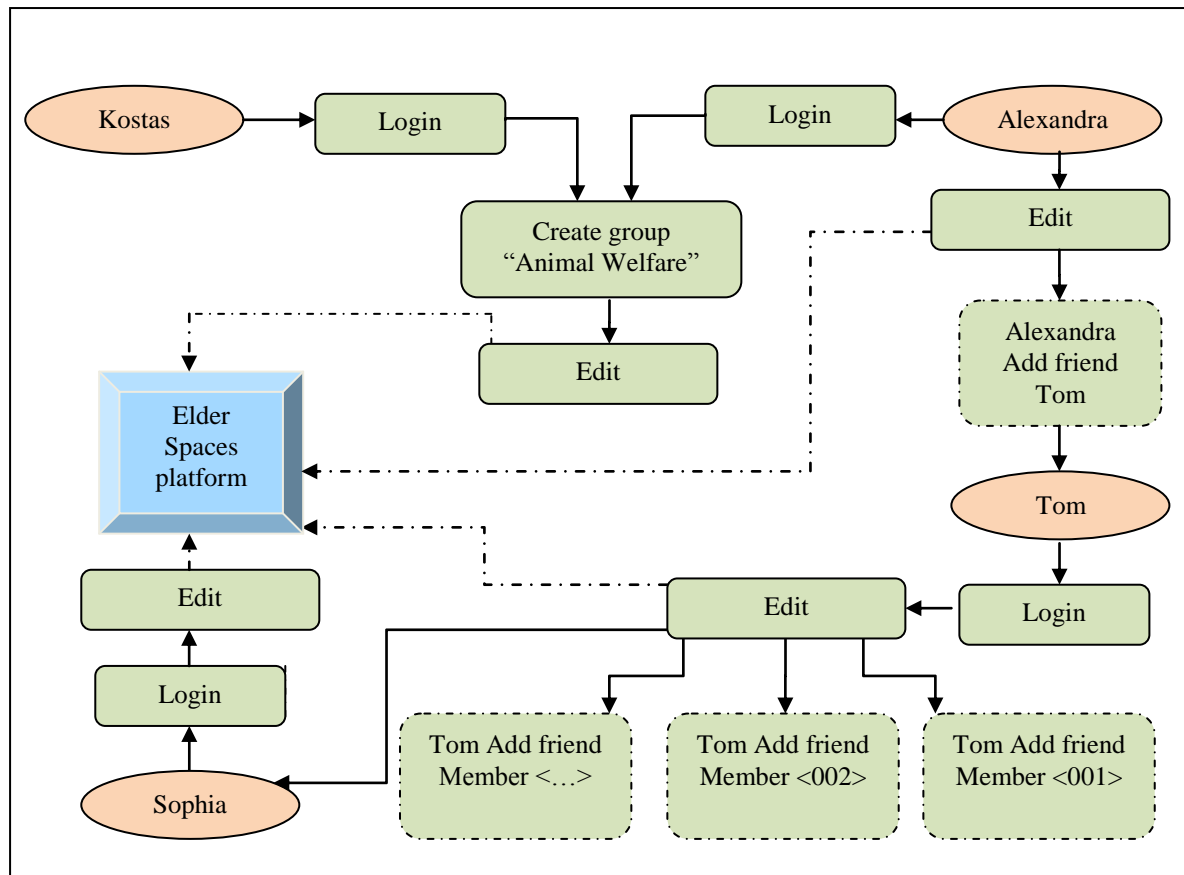 Kostas
Login
Login
Alexandra
Create group
“Animal Welfare”
Edit
Edit
Alexandra
Add friend
Tom
Elder
Spaces
platform
Tom
Edit
Edit
Login
Login
Tom Add friend
Member <…>
Tom Add friend
Member <002>
Tom Add friend
Member <001>
Sophia